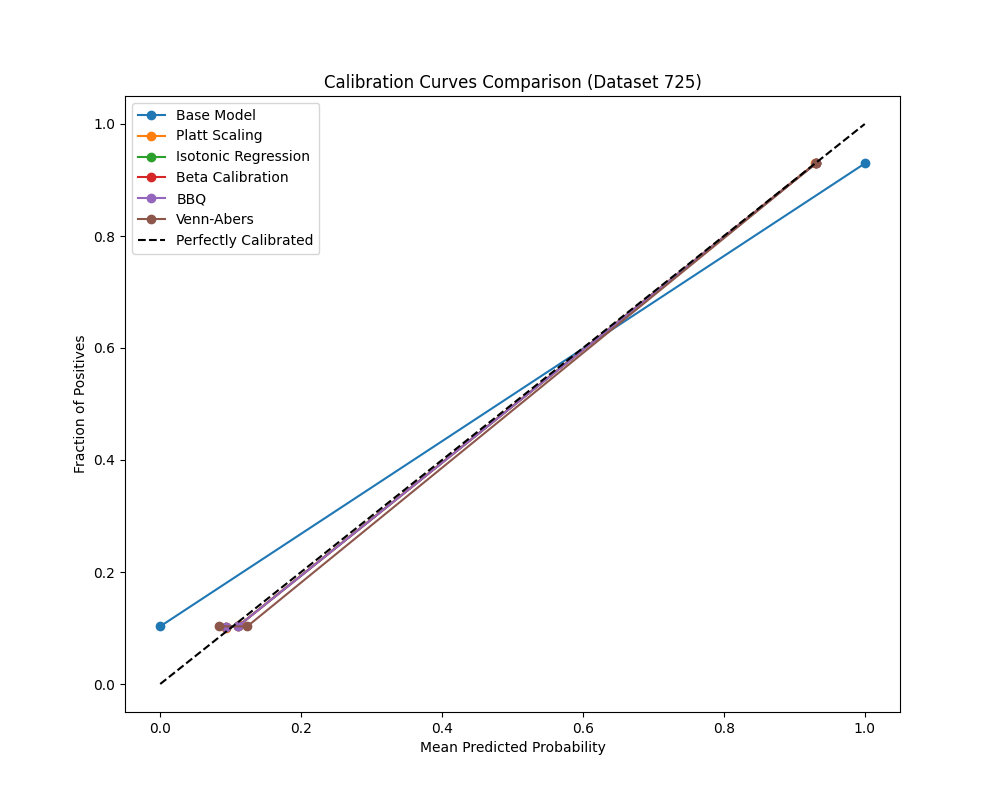 Calibration Curves Comparison (Dataset 725)
Base Model
Platt Scaling
Isotonic Regression
Beta Calibration
BBQ
Venn-Abers
Perfectly Calibrated
Fraction of Positives
1.0
0.8
0.6
0.4
0.2
0.0
0.0 0.2 0.4 0.6 0.8 1.0
Mean Predicted Probability